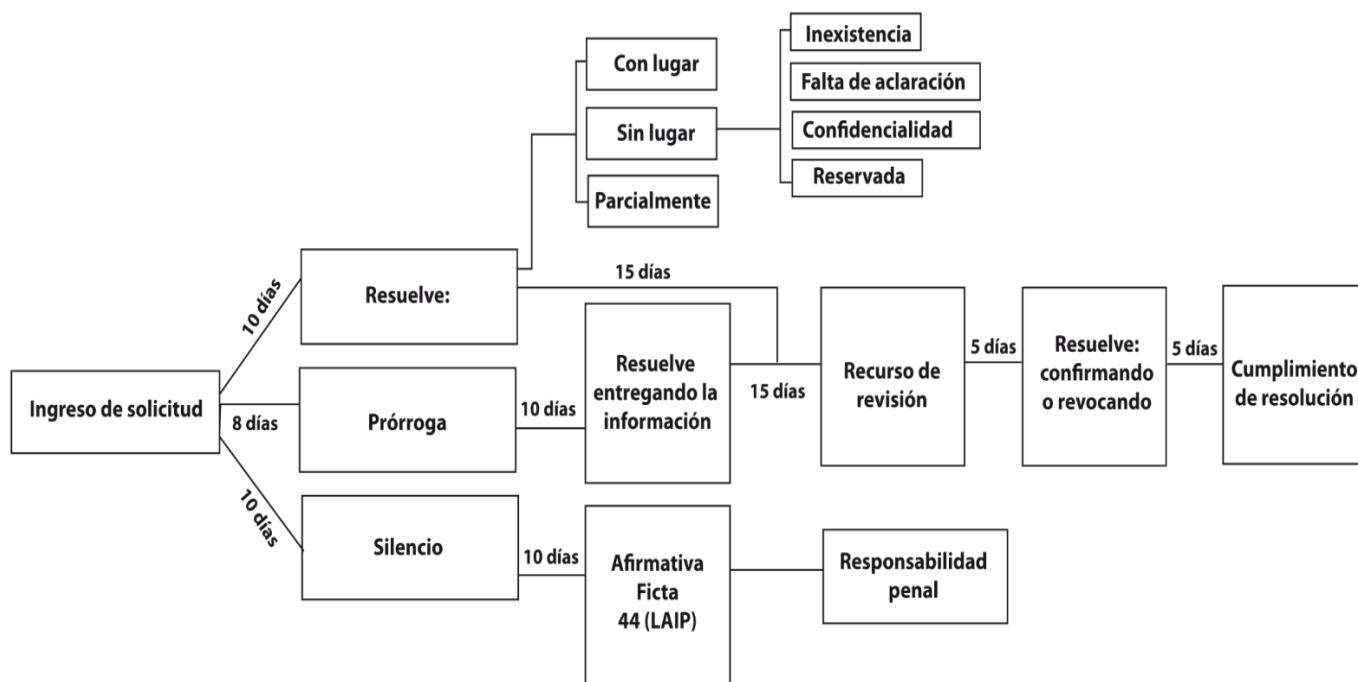 Inexistencia
Con lugar
Falta de aclaración
Sin lugar
Confidencialidad
Reservada
Parcialmente
10 días
Resuelve:
15 días
Ingreso de solicitud
8 días
Prórroga
10 días
Resuelve
entregando la
información
15 días
Recurso de
revisión
5 días
Resuelve:
confirmando
o revocando
5 días
Cumplimiento
de resolución
10 días
Silencio
10 días
Afirmativa
Ficta
44 (LAIP)
Responsabilidad
penal